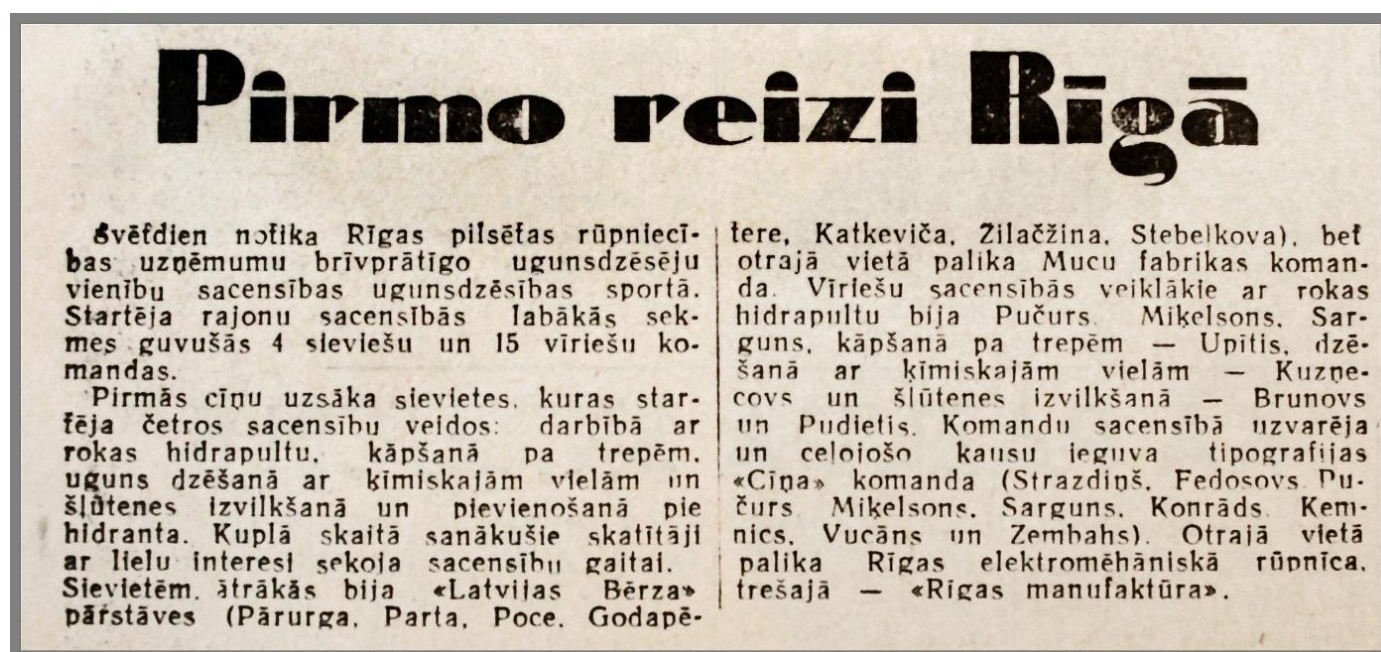 Pirmo reizi Rīgā
Svētdien notika Rīgas pilsētas rūpniecī-
bas uzņēmumu brīvprātīgo ugunsdzēsēju
vienību sacensības ugunsdzēsības sportā.
Startēja rajonu sacensībās labākās sek-
mes guvušās 4 sieviešu un 15 vīriešu ko-
mandas.
Pirmās cīņu uzsāka sievietes, kuras star-
tēja četros sacensību veidos: darbībā ar
rokas hidrapultu, kāpšanā pa trepēm,
uguns dzēšanā ar ķīmiskajām vielām un
šļūtenes izvilkšanā un pievienošanā pie
hidranta. Kuplā skaitā sanākušie skatītāji
ar lielu interesi sekoja sacensību gaitai.
Sievietēm ātrākās bija «Latvijas Bērza»
pārstāves (Pārurga, Parta, Poce, Godapē-
tere, Katkeviča, Žilačžina, Stebelkova), bet
otrajā vietā palika Mucu fabrikas koman-
da. Vīriešu sacensībās veiklākie ar rokas
hidrapultu bija Pučurs, Miķelsons, Sar-
guns, kāpšanā pa trepēm — Upītis, dzē-
šanā ar ķīmiskajām vielām — Kuzņe-
covs un šļūtenes izvilkšanā — Brunovs
un Pudietis. Komandu sacensībā uzvarēja
un ceļojošo kausu ieguva tipogrāfijas
«Cīņa» komanda (Strazdiņš, Fedosovs Pu-
čurs, Miķelsons, Sarguns, Konrāds, Kem-
nics, Vucāns un Zembahs). Otrajā vietā
palika Rīgas elektromēhāniskā rūpnīca,
trešajā — «Rīgas manufaktūra».